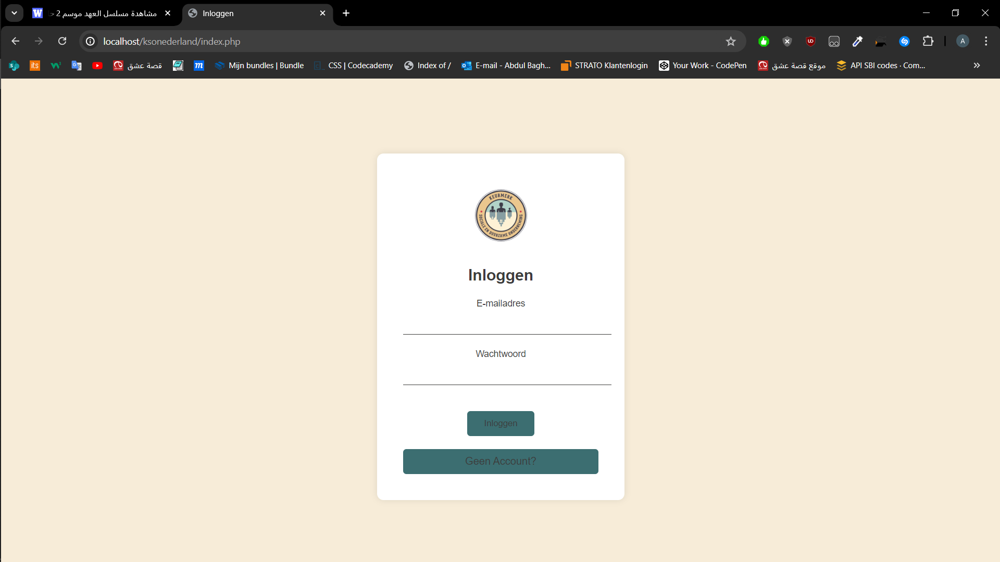 W مشاهدة مسلسل العهد موسم 2
Inloggen
localhost/ksonederland/index.php
A
its
قصة عشق
m
Mijn bundles | Bundle
CSS | Codecademy
Index of /
E-mail - Abdul Bagh...
STRATO Klantenlogin
Your Work - CodePen
موقع قصة عشق
API SBI codes · Com...
KEURMERK
SOCIALE EN DUURZAME ONDERNEMING
Inloggen
E-mailadres
Wachtwoord
Inloggen
Geen Account?